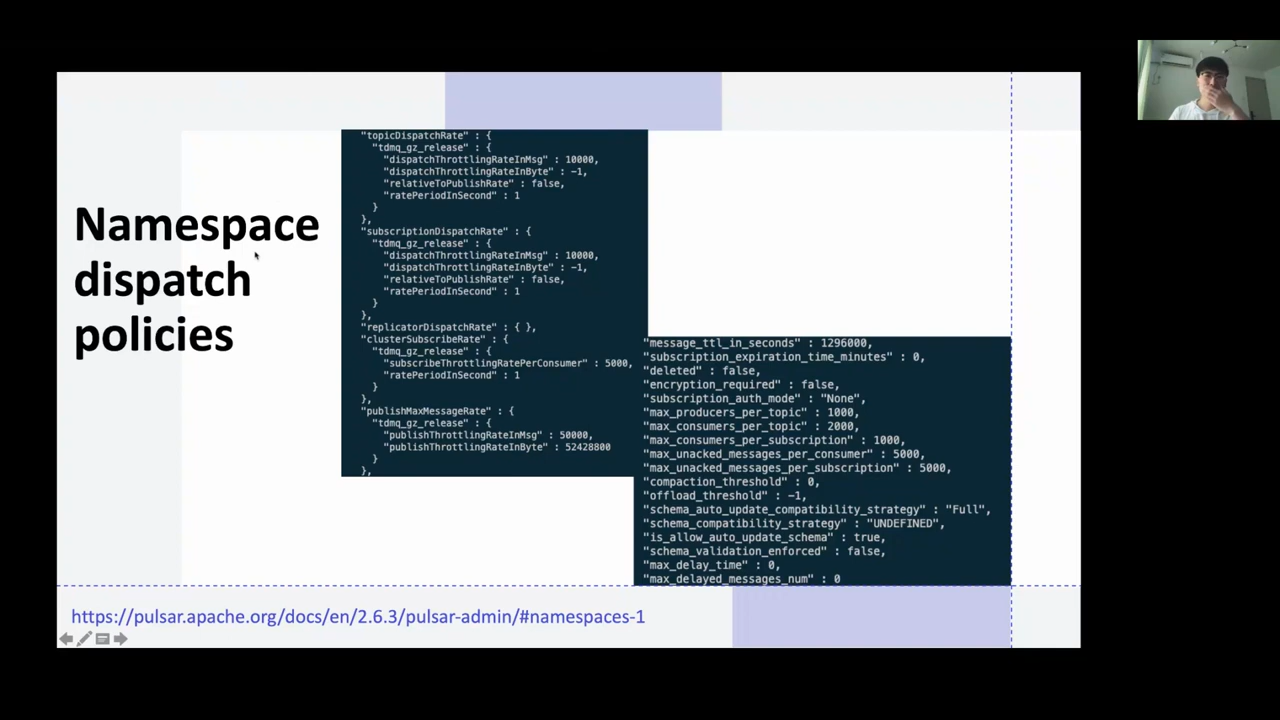 Namespace
dispatch
policies
"topicDispatchRate" : {
"tdmq_gz_release" : {
"dispatchThrottlingRateInMsg" : 10000,
"dispatchThrottlingRateInByte" : -1,
"relativeToPublishRate" : false,
"ratePeriodInSecond" : 1
}
},
"subscriptionDispatchRate" : {
"tdmq_gz_release" : {
"dispatchThrottlingRateInMsg" : 10000,
"dispatchThrottlingRateInByte" : -1,
"relativeToPublishRate" : false,
"ratePeriodInSecond" : 1
}
},
"replicatorDispatchRate" : { },
"clusterSubscribeRate" : {
"tdmq_gz_release" : {
"subscribeThrottlingRatePerConsumer" : 5000,
"ratePeriodInSecond" : 1
}
},
"publishMaxMessageRate" : {
"tdmq_gz_release" : {
"publishThrottlingRateInMsg" : 50000,
"publishThrottlingRateInByte" : 52428800
}
},
"message_ttl_in_seconds" : 1296000,
"subscription_expiration_time_minutes" : 0,
"deleted" : false,
"encryption_required" : false,
"subscription_auth_mode" : "None",
"max_producers_per_topic" : 1000,
"max_consumers_per_topic" : 2000,
"max_consumers_per_subscription" : 1000,
"max_unacked_messages_per_consumer" : 5000,
"max_unacked_messages_per_subscription" : 5000,
"compaction_threshold" : 0,
"offload_threshold" : -1,
"schema_auto_update_compatibility_strategy" : "Full",
"schema_compatibility_strategy" : "UNDEFINED",
"is_allow_auto_update_schema" : true,
"schema_validation_enforced" : false,
"max_delay_time" : 0,
"max_delayed_messages_num" : 0
https://pulsar.apache.org/docs/en/2.6.3/pulsar-admin/#namespaces-1